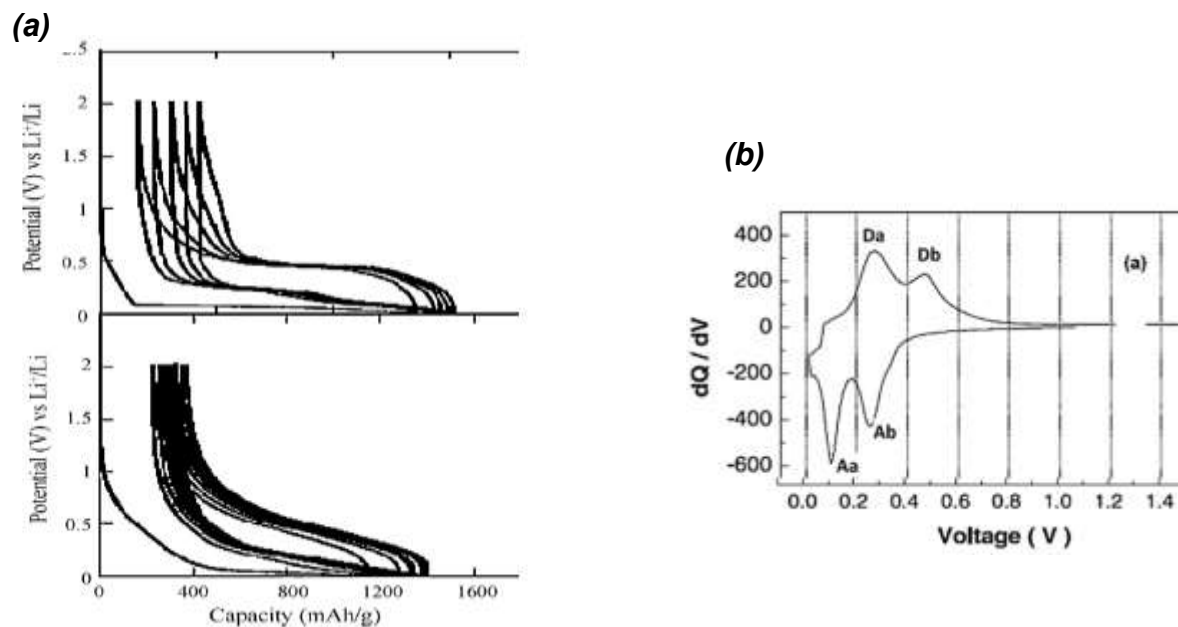 (a)
2.5
2
1.5
1
0.5
0
Potential (V) vs Li⁺/Li
2
1.5
1
0.5
0
Potential (V) vs Li⁺/Li
0 400 800 1200 1600
Capacity (mAh/g)
(b)
400
200
0
-200
-400
-600
dQ / dV
Da
Db
(a)
Aa
Ab
0.0 0.2 0.4 0.6 0.8 1.0 1.2 1.4
Voltage ( V )